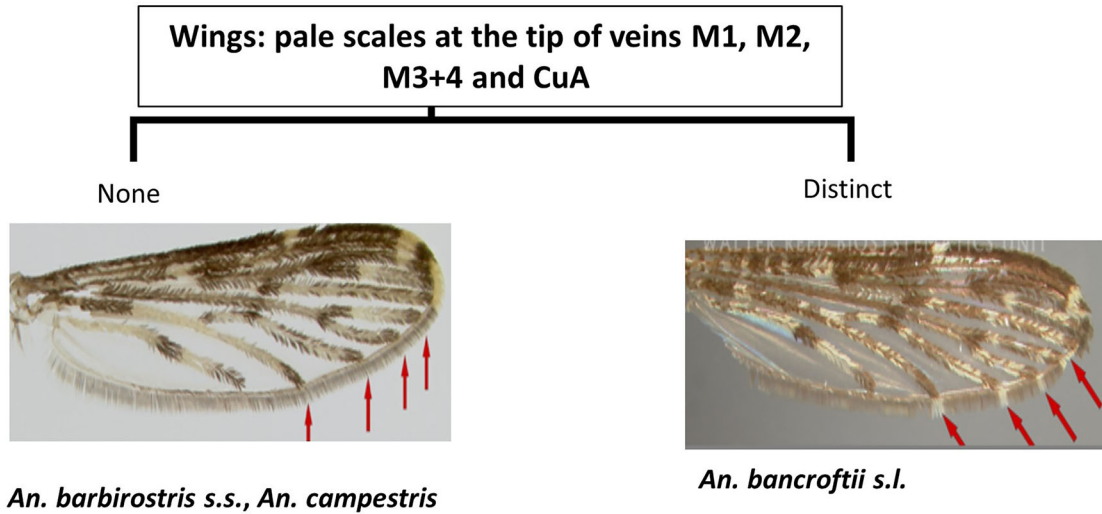 Wings: pale scales at the tip of veins M1, M2,
M3+4 and CuA
None
Distinct
WALTER REED BIOSYSTEMATICS UNIT
An. barbirostris s.s., An. campestris
An. bancroftii s.l.